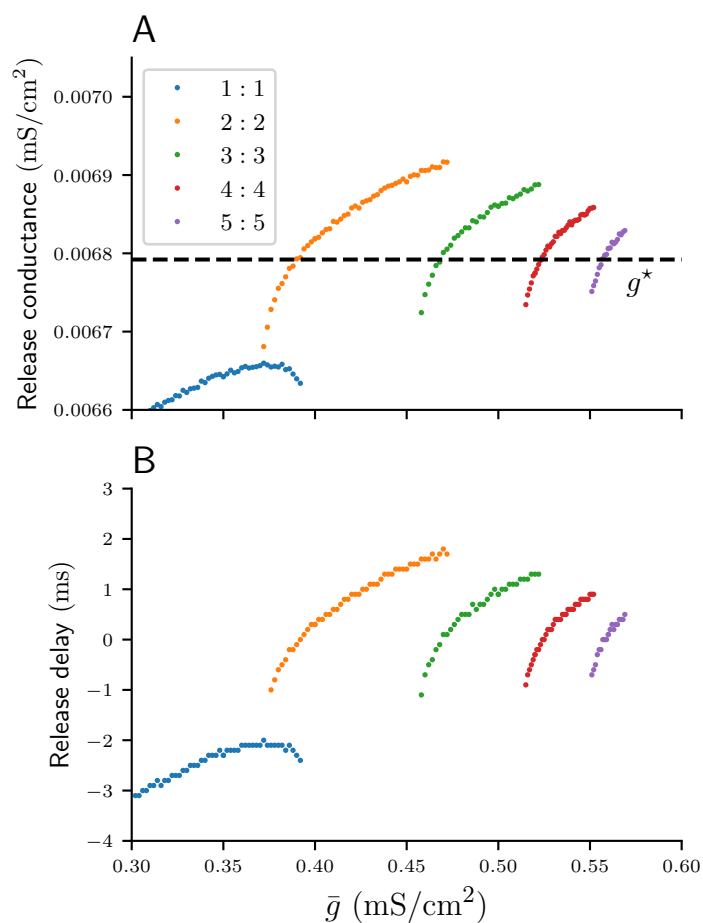 A
Release conductance (mS/cm²)
0.0070
0.0069
0.0068
0.0067
0.0066
1 : 1
2 : 2
3 : 3
4 : 4
5 : 5
g⋆
B
Release delay (ms)
3
2
1
0
−1
−2
−3
−4
0.30 0.35 0.40 0.45 0.50 0.55 0.60
ḡ (mS/cm²)